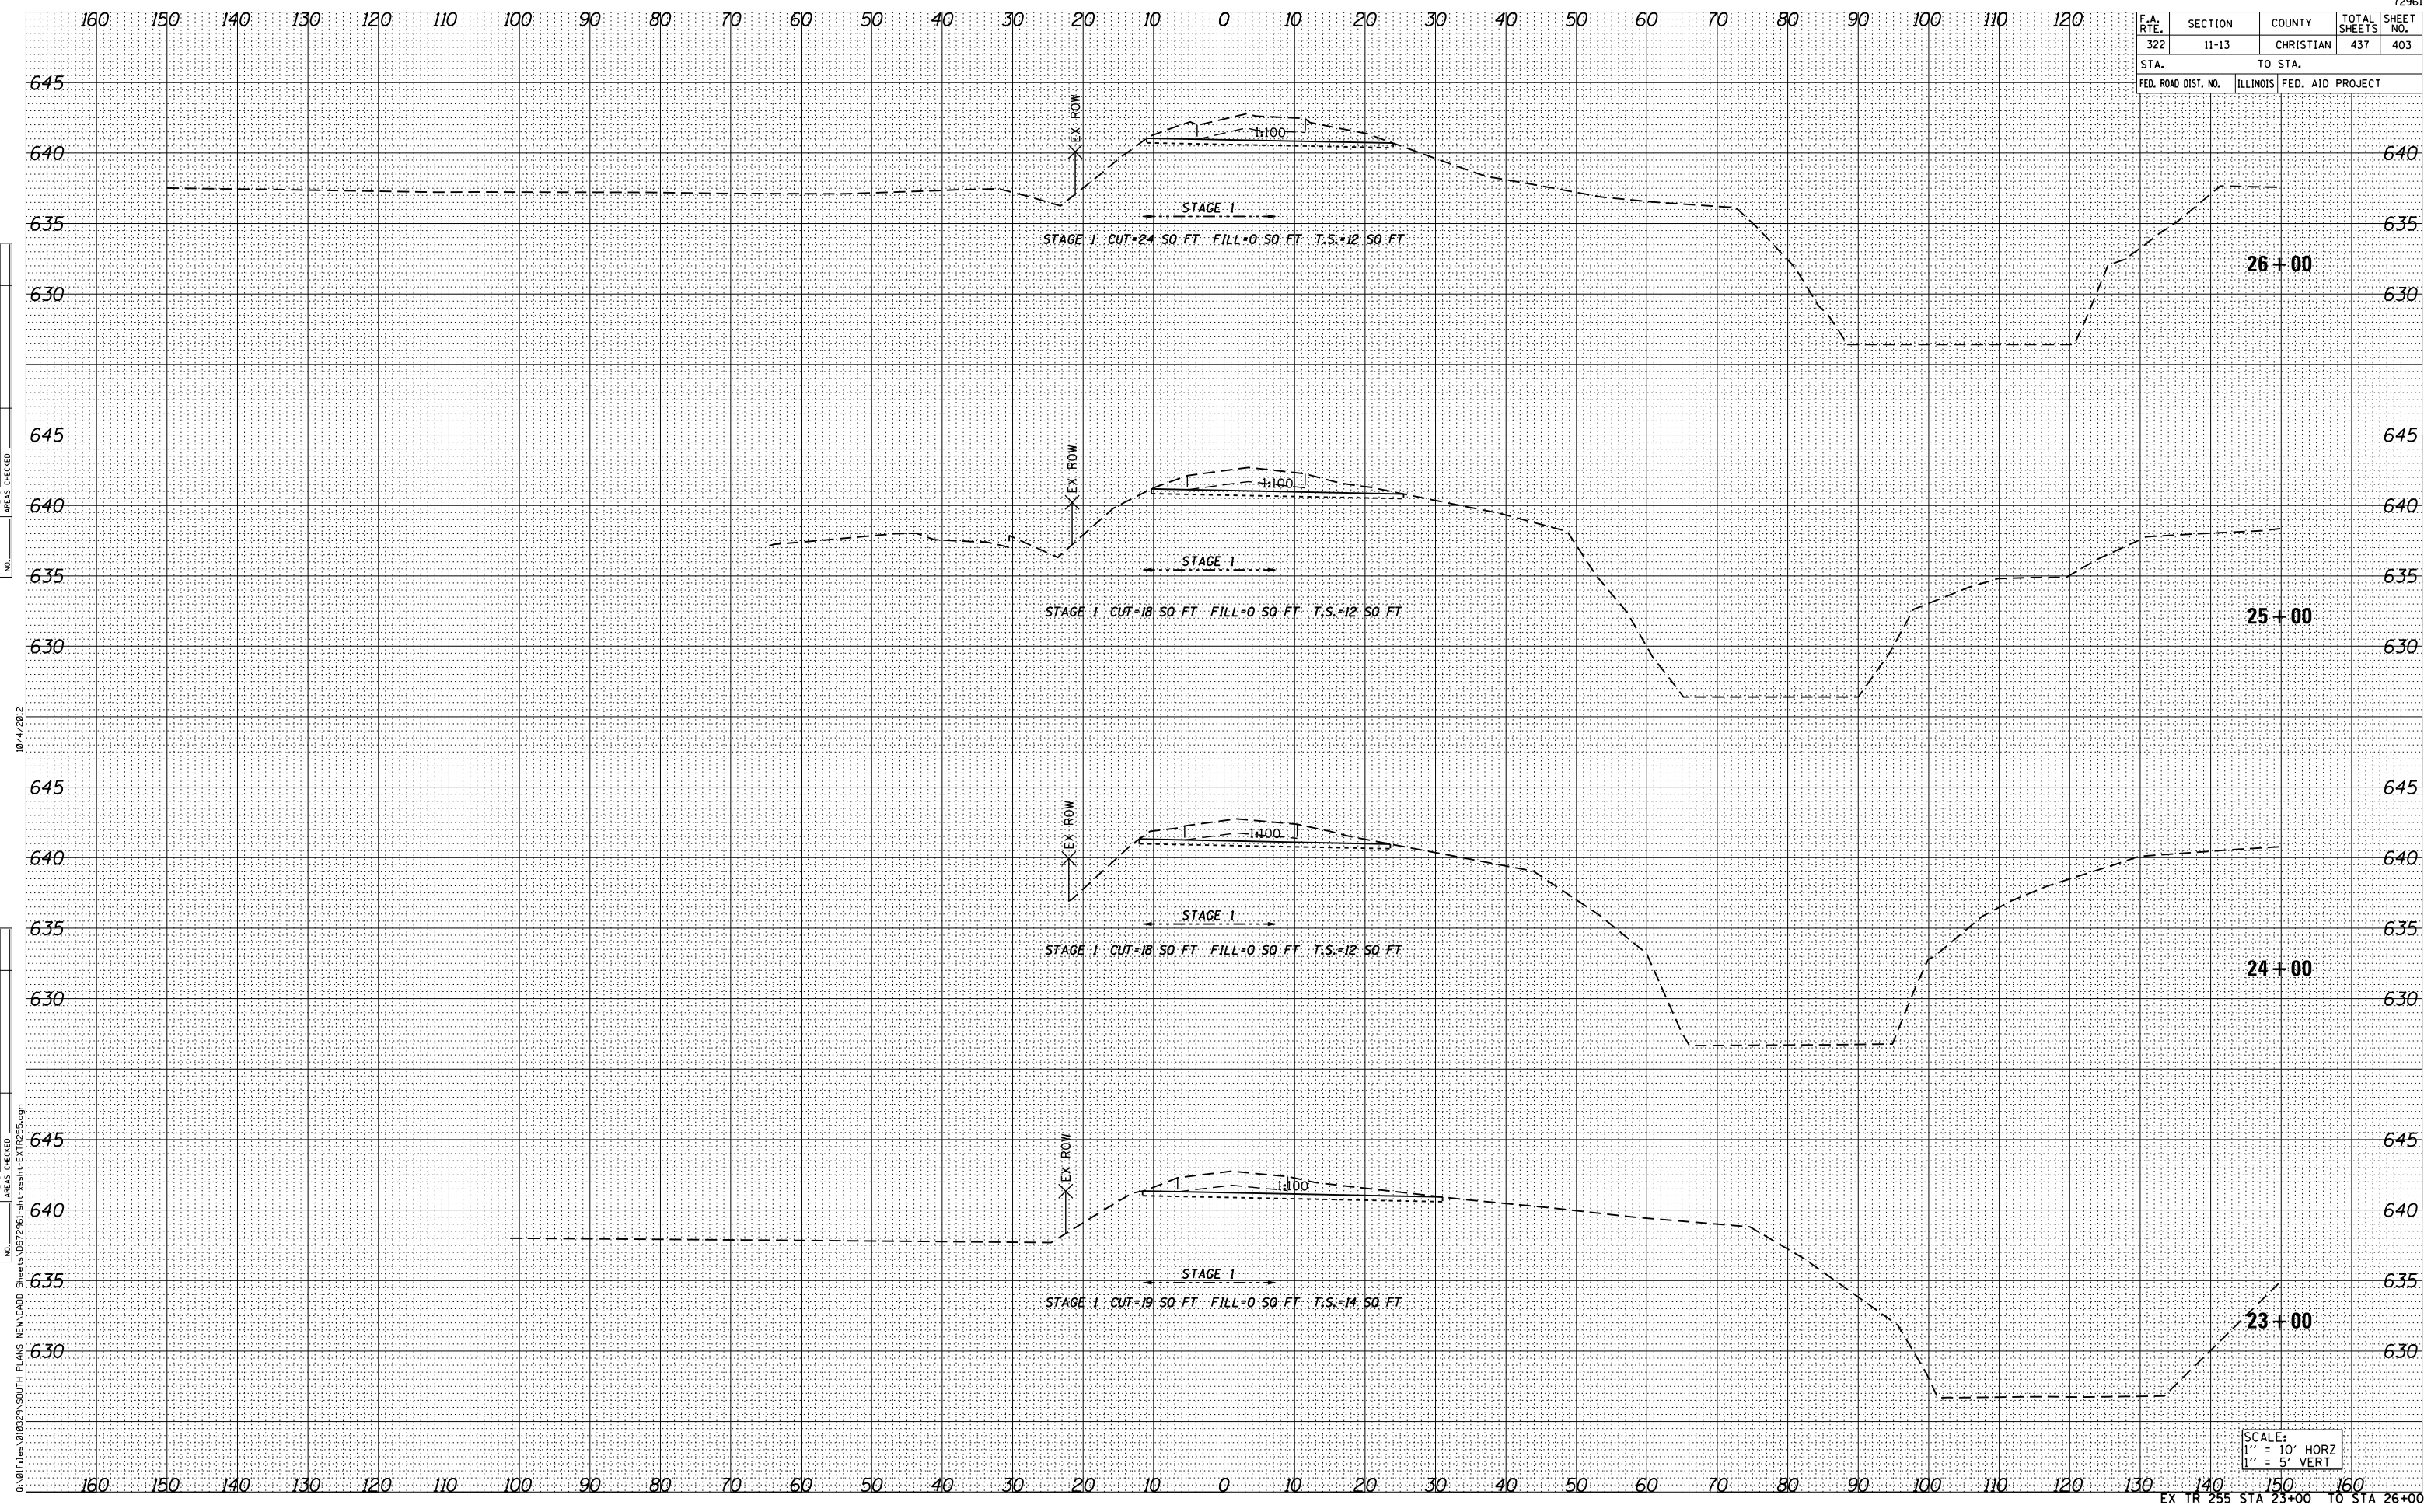 72961
160 150 140 130 120 110 100 90 80 70 60 50 40 30 20 10 0 10 20 30 40 50 60 70 80 90 100 110 120
F.A. RTE. SECTION COUNTY TOTAL SHEETS SHEET NO.
322 11-13 CHRISTIAN 437 403
STA. TO STA.
FED. ROAD DIST. NO. ILLINOIS FED. AID PROJECT
645
EX ROW
1:100
640 640
STAGE 1
635 635
STAGE 1 CUT=24 SQ FT FILL=0 SQ FT T.S.=12 SQ FT
26+00
630 630
645 645
EX ROW
1:100
640 640
STAGE 1
635 635
STAGE 1 CUT=18 SQ FT FILL=0 SQ FT T.S.=12 SQ FT
25+00
630 630
645 645
EX ROW
1:100
640 640
STAGE 1
635 635
STAGE 1 CUT=18 SQ FT FILL=0 SQ FT T.S.=12 SQ FT
24+00
630 630
645 645
EX ROW
1:100
640 640
STAGE 1
635 635
STAGE 1 CUT=19 SQ FT FILL=0 SQ FT T.S.=14 SQ FT
23+00
630 630
SCALE:
1'' = 10' HORZ
1'' = 5' VERT
160 150 140 130 120 110 100 90 80 70 60 50 40 30 20 10 0 10 20 30 40 50 60 70 80 90 100 110 120 130 140 150 160
EX TR 255 STA 23+00 TO STA 26+00
AREAS CHECKED
NO.
10/4/2012
AREAS CHECKED
NO.